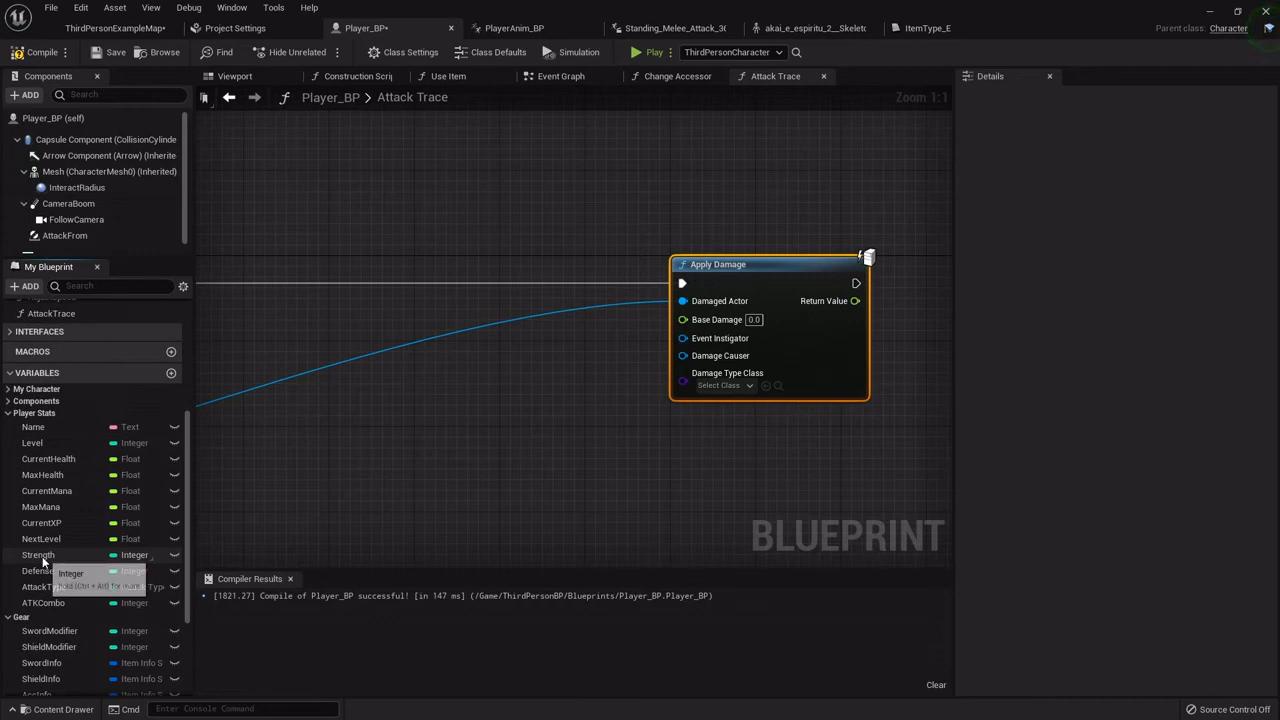 File Edit Asset View Debug Window Tools Help
ThirdPersonExampleMap• Project Settings Player_BP• PlayerAnim_BP Standing_Melee_Attack_3( akai_e_espiritu_2__Skelet( ItemType_E Parent class: Character
Compile Save Browse Find Hide Unrelated Class Settings Class Defaults Simulation Play ThirdPersonCharacter
Components Viewport Construction Scrip Use Item Event Graph Change Accessor Attack Trace Details
ADD Search Player_BP > Attack Trace Zoom 1:1
Player_BP (self)
Capsule Component (CollisionCylinde
Arrow Component (Arrow) (Inherite
Mesh (CharacterMesh0) (Inherited)
InteractRadius
CameraBoom
FollowCamera
AttackFrom
My Blueprint
ADD Search
AttackTrace
INTERFACES
MACROS
VARIABLES
My Character
Components
Player Stats
Name Text
Level Integer
CurrentHealth Float
MaxHealth Float
CurrentMana Float
MaxMana Float
CurrentXP Float
NextLevel Float
Strength Integer
Integer
ATKCombo Integer
Gear
SwordModifier Integer
ShieldModifier Integer
SwordInfo Item Info S
ShieldInfo Item Info S
Apply Damage
Damaged Actor Return Value
Base Damage 0.0
Event Instigator
Damage Causer
Damage Type Class
Select Class
BLUEPRINT
Compiler Results
[1821.27] Compile of Player_BP successful! [in 147 ms] (/Game/ThirdPersonBP/Blueprints/Player_BP.Player_BP)
Clear
Content Drawer Cmd Enter Console Command Source Control Off